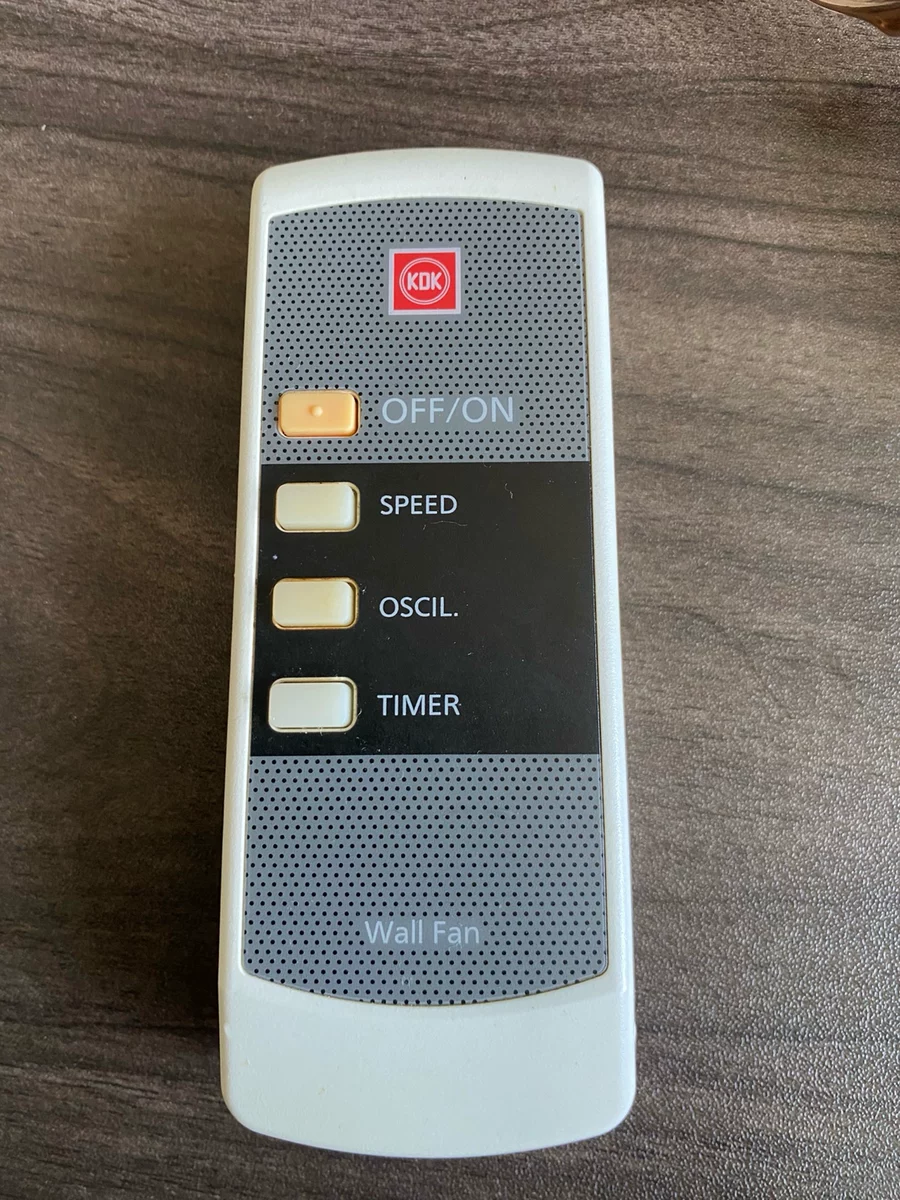 KDK
OFF/ON
SPEED
OSCIL.
TIMER
Wall Fan